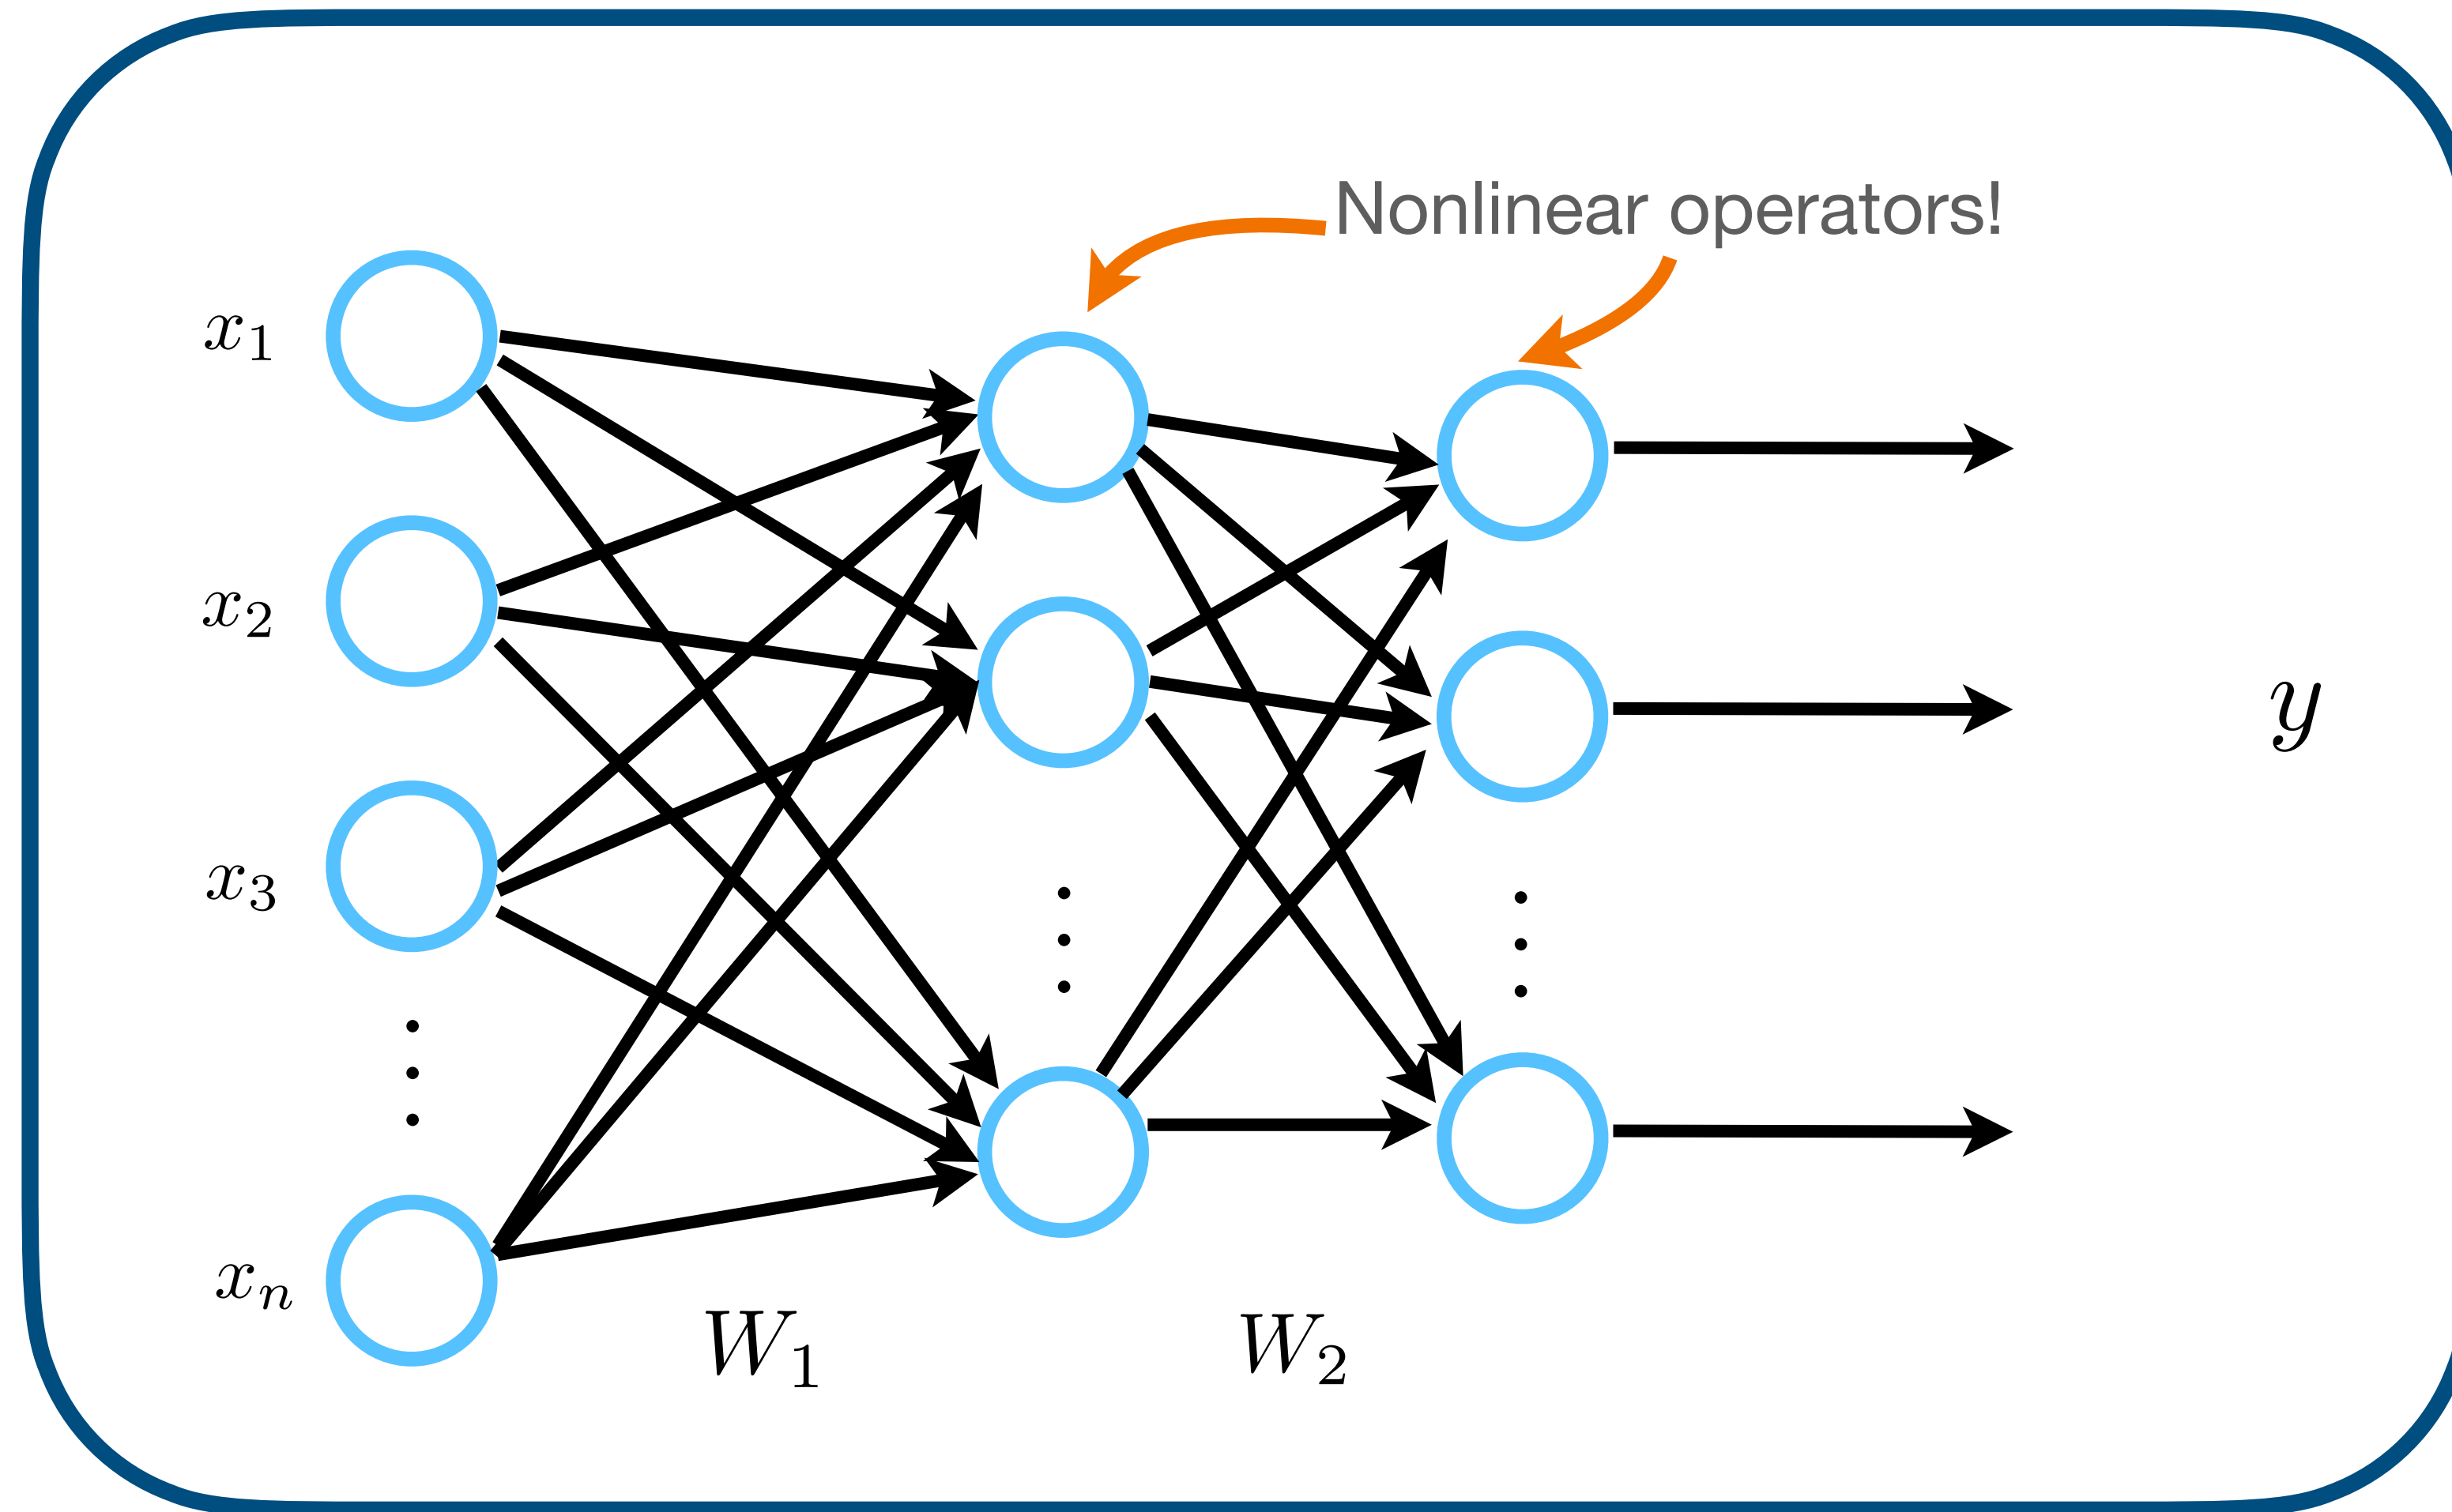 Nonlinear operators!
x₁
x₂
y
x₃
xₙ
W₁
W₂